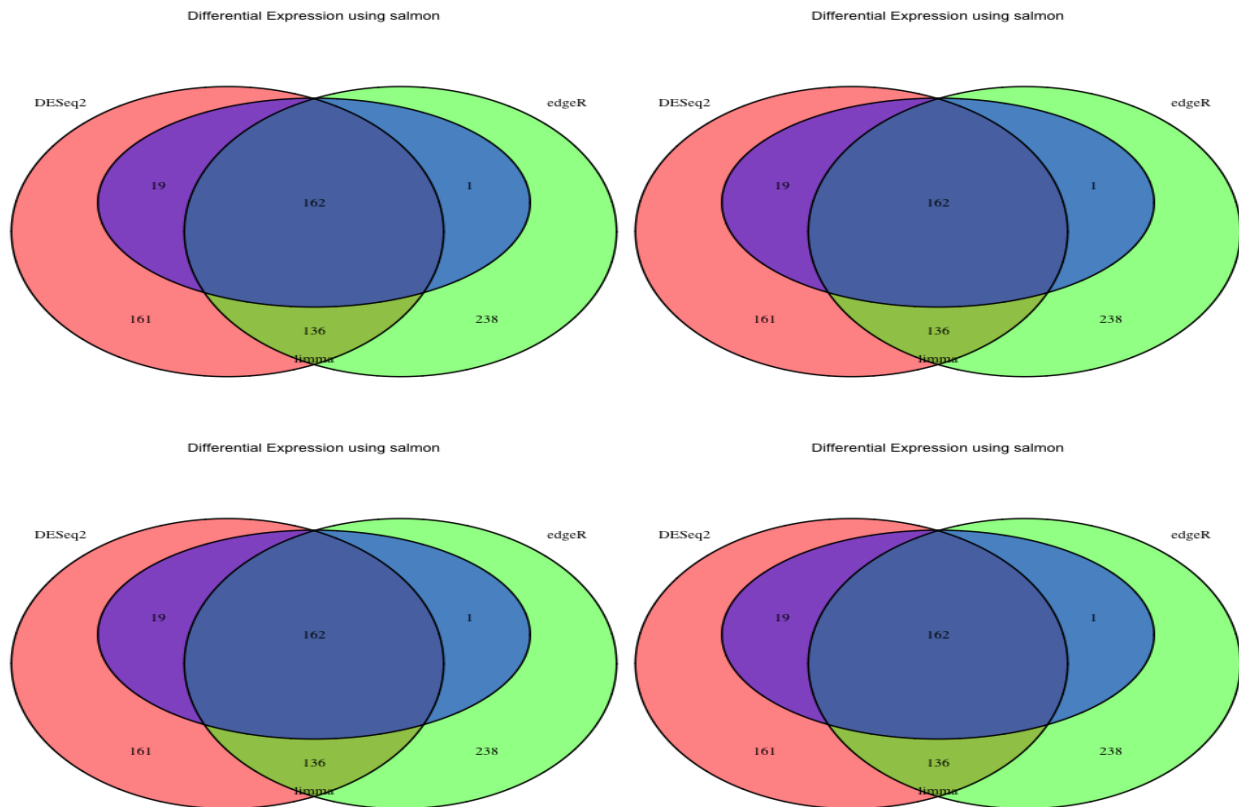 Differential Expression using salmon
Differential Expression using salmon
DESeq2
edgeR
DESeq2
edgeR
19
1
19
1
162
162
161
136
238
161
136
238
limma
limma
Differential Expression using salmon
Differential Expression using salmon
DESeq2
edgeR
DESeq2
edgeR
19
1
19
1
162
162
161
136
238
161
136
238
limma
limma